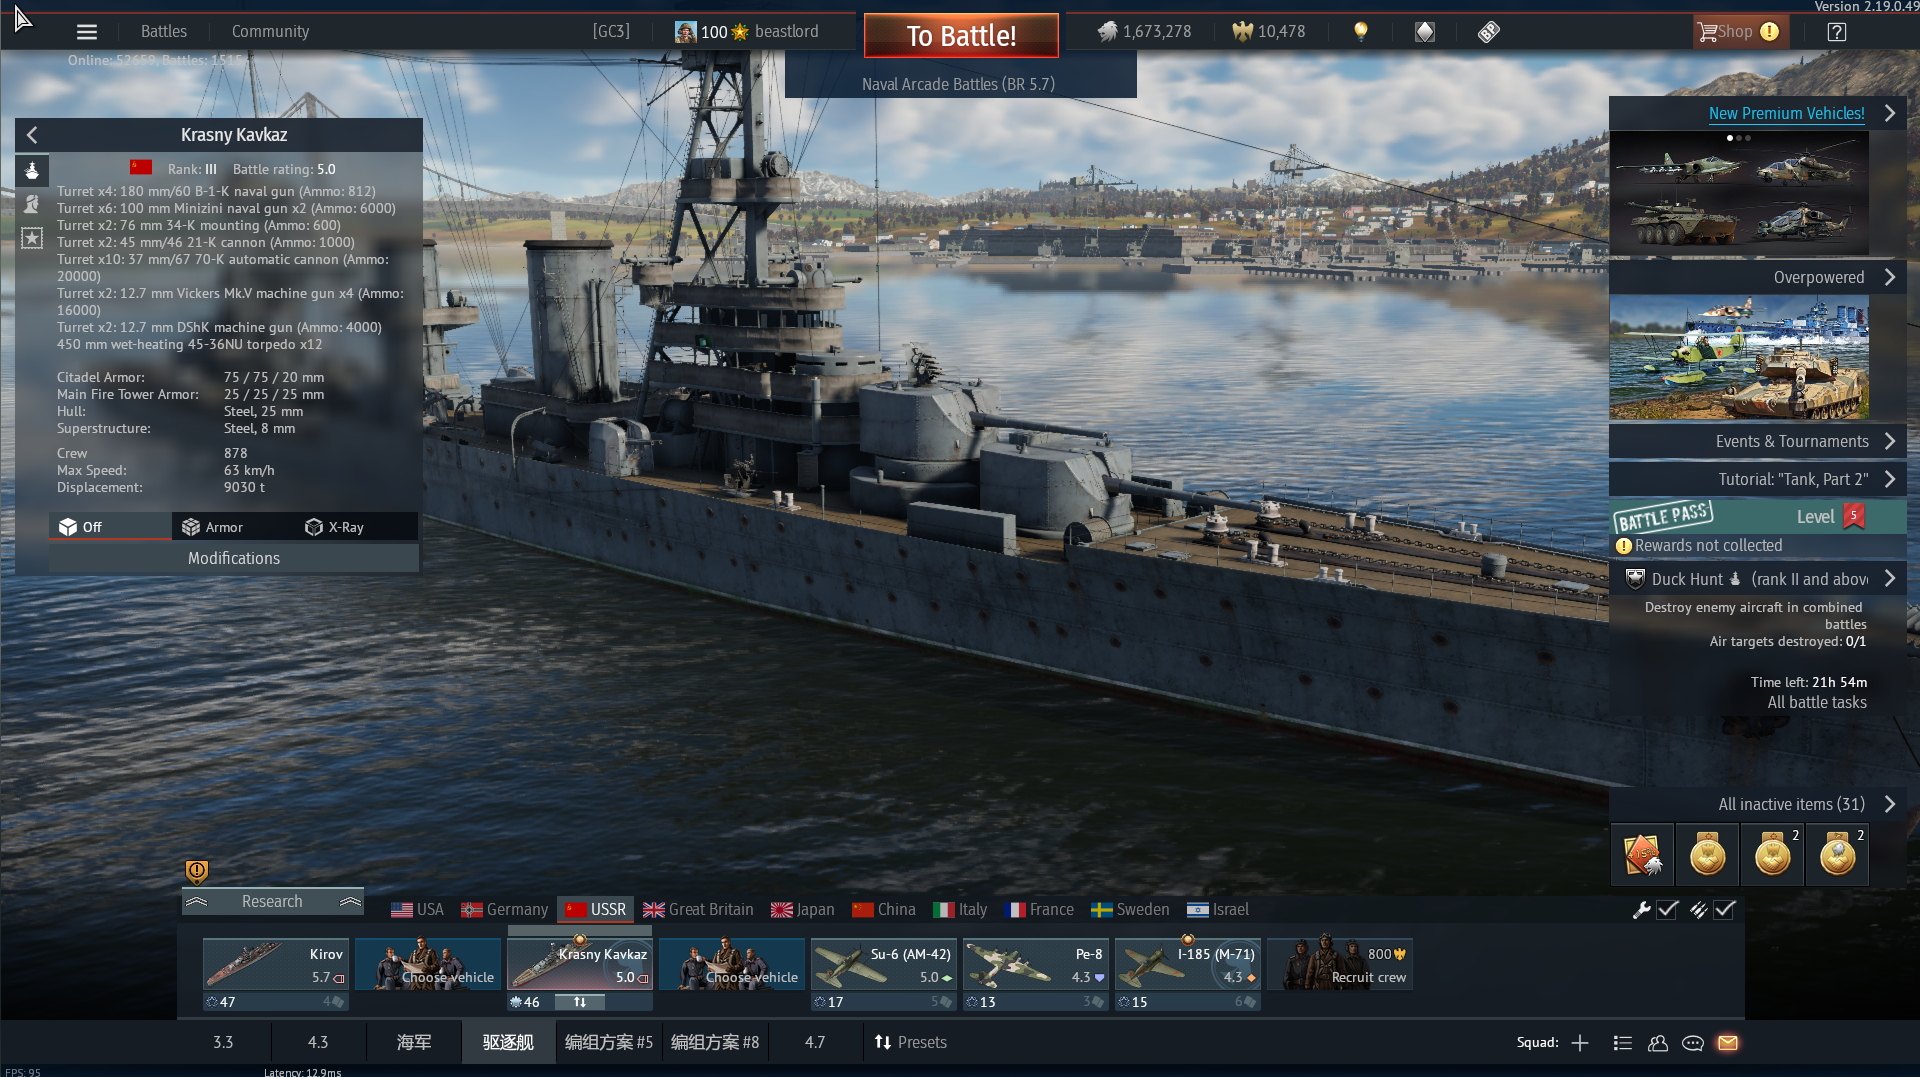 Version 2.19.0.49
Battles
Community
[GC3]
100
beastlord
To Battle!
1,673,278
10,478
BP
Shop
Online: 52659, Battles: 1515
Naval Arcade Battles (BR 5.7)
Krasny Kavkaz
Rank: III Battle rating: 5.0
Turret x4: 180 mm/60 B-1-K naval gun (Ammo: 812)
Turret x6: 100 mm Minizini naval gun x2 (Ammo: 6000)
Turret x2: 76 mm 34-K mounting (Ammo: 600)
Turret x2: 45 mm/46 21-K cannon (Ammo: 1000)
Turret x10: 37 mm/67 70-K automatic cannon (Ammo:
20000)
Turret x2: 12.7 mm Vickers Mk.V machine gun x4 (Ammo:
16000)
Turret x2: 12.7 mm DShK machine gun (Ammo: 4000)
450 mm wet-heating 45-36NU torpedo x12
Citadel Armor: 75 / 75 / 20 mm
Main Fire Tower Armor: 25 / 25 / 25 mm
Hull: Steel, 25 mm
Superstructure: Steel, 8 mm
Crew 878
Max Speed: 63 km/h
Displacement: 9030 t
Off Armor X-Ray
Modifications
New Premium Vehicles!
Overpowered
Events & Tournaments
Tutorial: "Tank, Part 2"
BATTLE PASS Level 5
Rewards not collected
Duck Hunt (rank II and above
Destroy enemy aircraft in combined
battles
Air targets destroyed: 0/1
Time left: 21h 54m
All battle tasks
All inactive items (31)
+15%
2
2
Research
USA Germany USSR Great Britain Japan China Italy France Sweden Israel
Kirov
5.7
47
4
Choose vehicle
Krasny Kavkaz
5.0
46
Choose vehicle
Su-6 (AM-42)
5.0
17
5
Pe-8
4.3
13
3
I-185 (M-71)
4.3
15
6
800
Recruit crew
3.3 4.3 海军 驱逐舰 编组方案 #5 编组方案 #8 4.7 Presets
Squad:
FPS: 95
Latency: 12.9ms